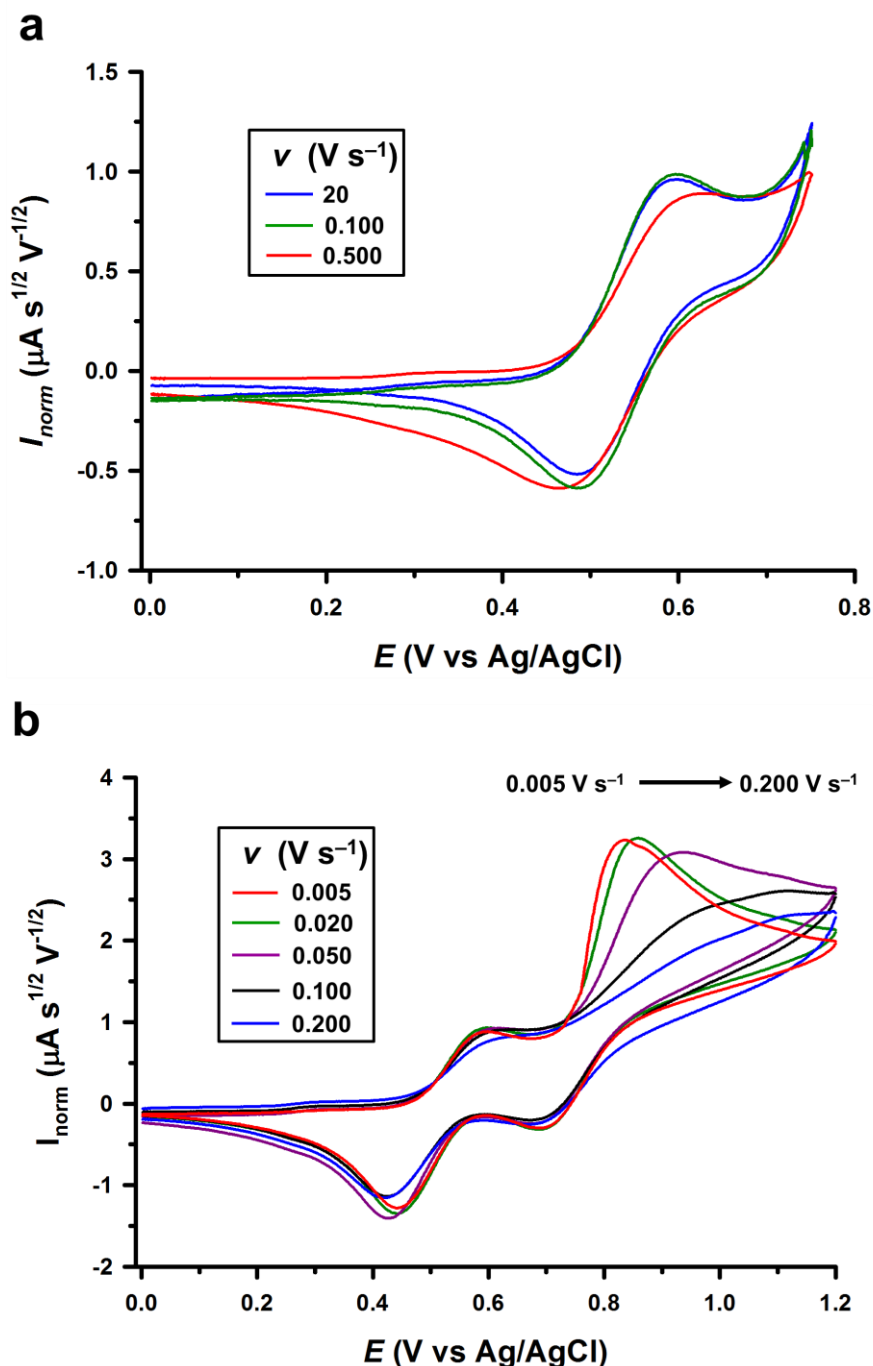 a
1.5
1.0
0.5
0.0
-0.5
-1.0
I_norm (µA s^1/2 V^-1/2)
v (V s⁻¹)
20
0.100
0.500
0.0 0.2 0.4 0.6 0.8
E (V vs Ag/AgCl)
b
0.005 V s⁻¹ → 0.200 V s⁻¹
4
3
2
1
0
-1
-2
I_norm (µA s^1/2 V^-1/2)
v (V s⁻¹)
0.005
0.020
0.050
0.100
0.200
0.0 0.2 0.4 0.6 0.8 1.0 1.2
E (V vs Ag/AgCl)